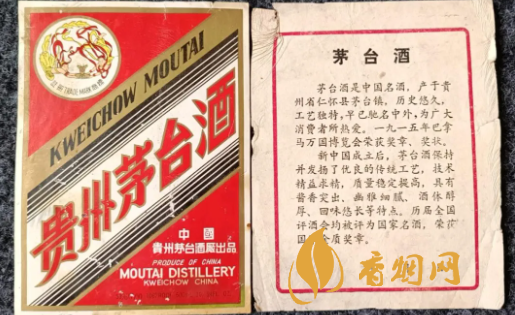 KWEICHOW MOUTAI
贵州茅台酒
中國
貴州茅台酒廠出品
PRODUCE OF CHINA
MOUTAI DISTILLERY
KWEICHOW CHINA
茅台酒
茅台酒是中国名酒，产于贵
州省仁怀县茅台镇，历史悠久，
工艺独特，早已驰名中外，为广大
消费者所热爱。一九一五年巴拿
马万国博览会荣获奖章、奖状。
新中国成立后，茅台酒保持
并发扬了优良的传统工艺，技术
精益求精，质量稳定提高，具有
酱香突出、幽雅细腻、酒体醇
厚、回味悠长等特点。历届全国
评酒会均被评为国家名酒，荣获
国 金质奖章。
香烟网